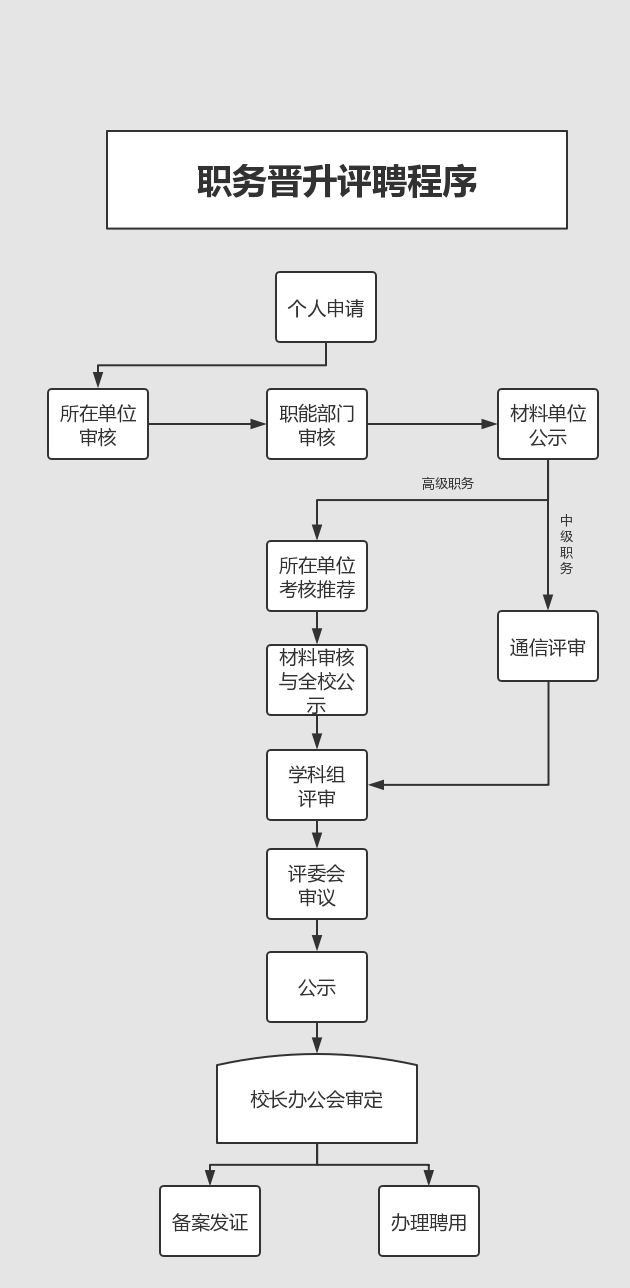 职务晋升评聘程序
个人申请
所在单位
审核
职能部门
审核
材料单位
公示
高级职务
中
级
职
务
所在单位
考核推荐
通信评审
材料审核
与全校公
示
学科组
评审
评委会
审议
公示
校长办公会审定
备案发证
办理聘用